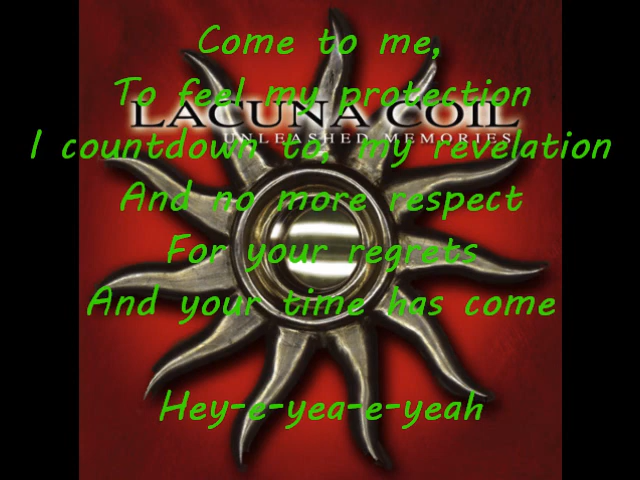 Come to me,
To feel my protection
LACUNA COIL
UNLEASHED MEMORIES
I countdown to, my revelation
And no more respect
For your regrets
And your time has come
Hey-e-yea-e-yeah